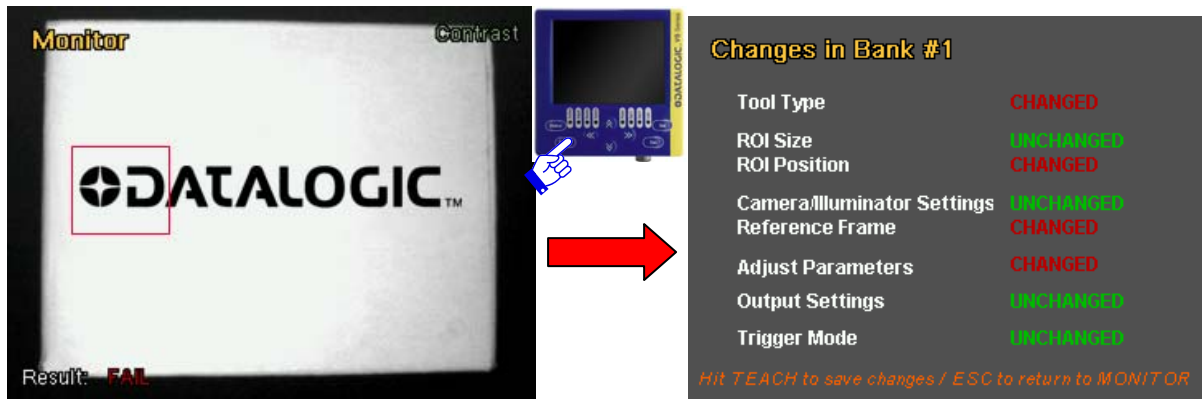 Monitor
Contrast
DATALOGIC™
Result: FAIL
DATALOGIC VS Series
Changes in Bank #1
Tool Type CHANGED
ROI Size UNCHANGED
ROI Position CHANGED
Camera/Illuminator Settings UNCHANGED
Reference Frame CHANGED
Adjust Parameters CHANGED
Output Settings UNCHANGED
Trigger Mode UNCHANGED
Hit TEACH to save changes / ESC to return to MONITOR